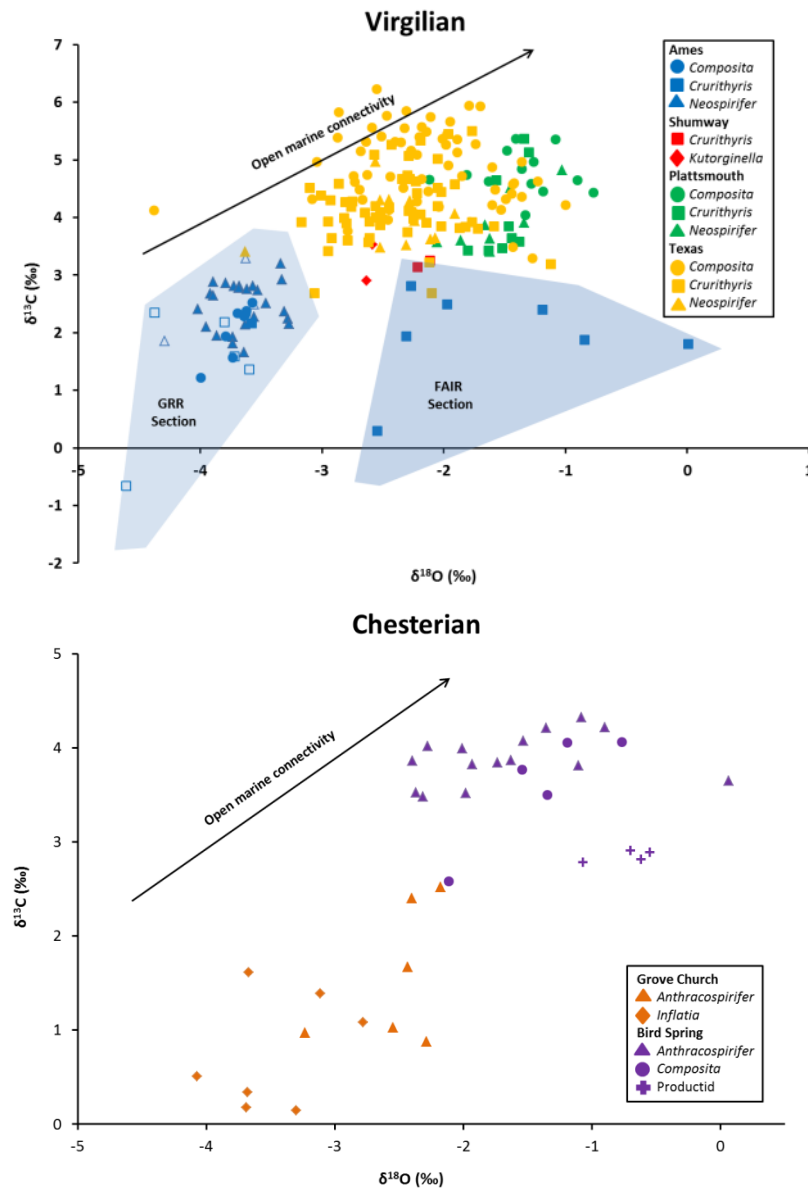 Virgilian
7
6
5
4
3
2
1
0
-1
-2
-5
-4
-3
-2
-1
0
1
δ13C (‰)
δ18O (‰)
Open marine connectivity
GRR
Section
FAIR
Section
Ames
Composita
Crurithyris
Neospirifer
Shumway
Crurithyris
Kutorginella
Plattsmouth
Composita
Crurithyris
Neospirifer
Texas
Composita
Crurithyris
Neospirifer
Chesterian
5
4
3
2
1
0
-5
-4
-3
-2
-1
0
δ13C (‰)
δ18O (‰)
Open marine connectivity
Grove Church
Anthracospirifer
Inflatia
Bird Spring
Anthracospirifer
Composita
Productid